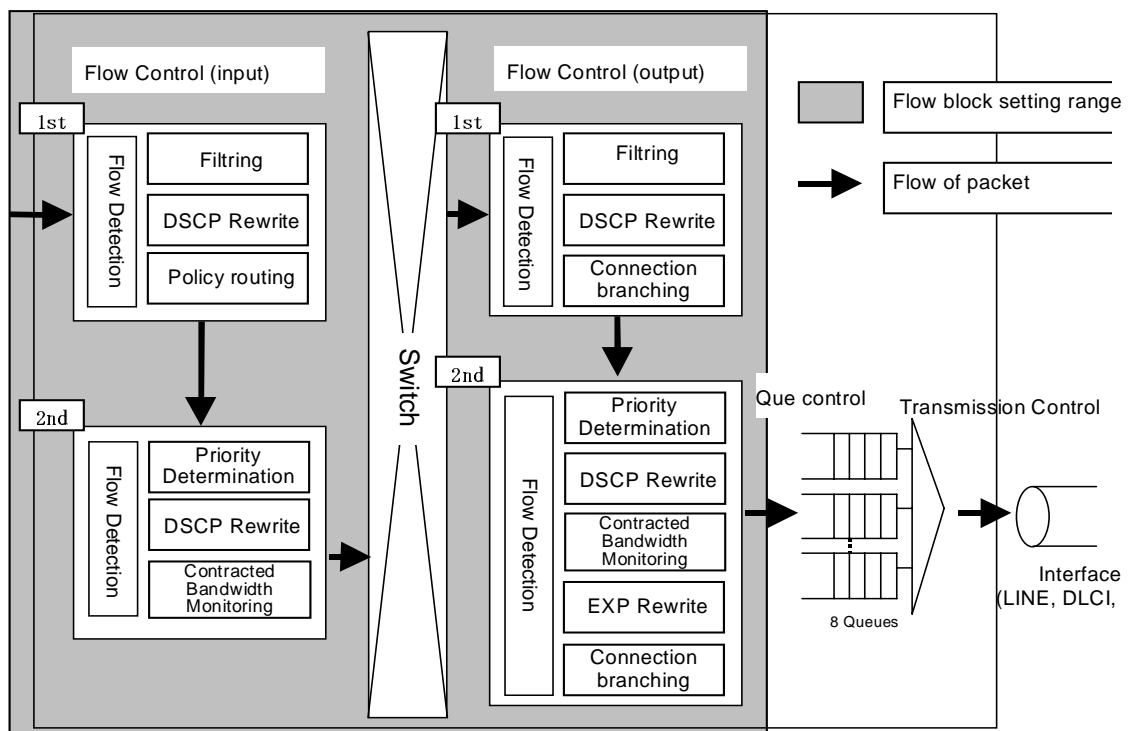 Flow Control (input)
1st
Flow Detection
Filtring
DSCP Rewrite
Policy routing
2nd
Flow Detection
Priority
Determination
DSCP Rewrite
Contracted
Bandwidth
Monitoring
Switch
Flow Control (output)
1st
Flow Detection
Filtring
DSCP Rewrite
Connection
branching
2nd
Flow Detection
Priority
Determination
DSCP Rewrite
Contracted
Bandwidth
Monitoring
EXP Rewrite
Connection
branching
Flow block setting range
Flow of packet
Que control
8 Queues
Transmission Control
Interface
(LINE, DLCI,